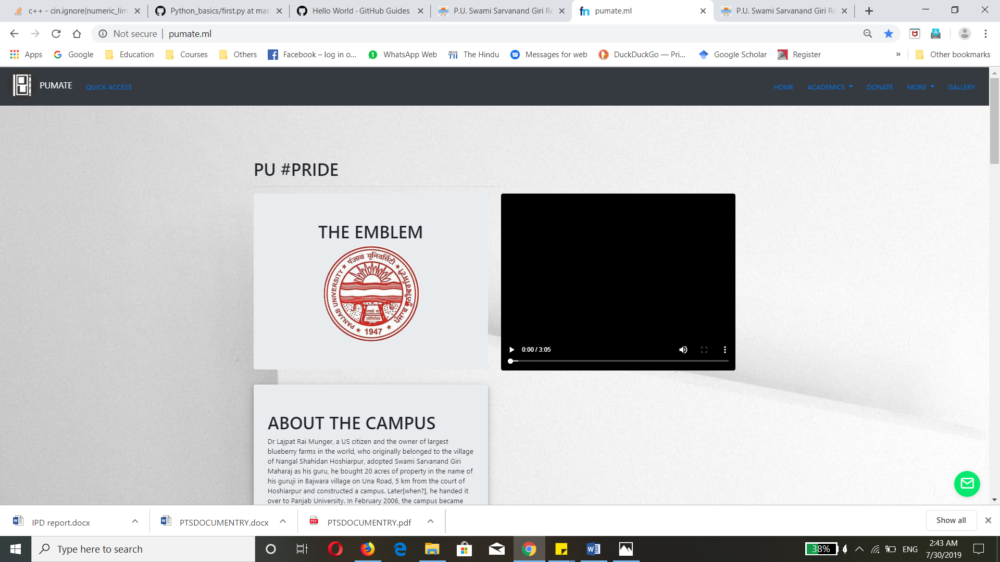 c++ - cin.ignore(numeric_lim
Python_basics/first.py at mas
Hello World · GitHub Guides
P.U. Swami Sarvanand Giri Re
pumate.ml
P.U. Swami Sarvanand Giri Re
Not secure | pumate.ml
Apps
Google
Education
Courses
Others
Facebook – log in o...
WhatsApp Web
The Hindu
Messages for web
DuckDuckGo — Pri...
Google Scholar
Register
»
Other bookmarks
PUMATE
QUICK ACCESS
HOME
ACADEMICS
DONATE
MORE
GALLERY
PU #PRIDE
THE EMBLEM
पंजाब यूनिवर्सिटी
PANJAB UNIVERSITY
ਪੰਜਾਬ ਯੂਨੀਵਰਸਿਟੀ
1947
0:00 / 3:05
ABOUT THE CAMPUS
Dr Lajpat Rai Munger, a US citizen and the owner of largest
blueberry farms in the world, who originally belonged to the village
of Nangal Shahidan Hoshiarpur, adopted Swami Sarvanand Giri
Maharaj as his guru, he bought 20 acres of property in the name of
his guruji in Bajwara village on Una Road, 5 km from the court of
Hoshiarpur and constructed a campus. Later[when?], he handed it
over to Panjab University. In February 2006, the campus became
IPD report.docx
PTSDOCUMENTRY.docx
PTSDOCUMENTRY.pdf
Show all
Type here to search
38%
ENG
2:43 AM
7/30/2019